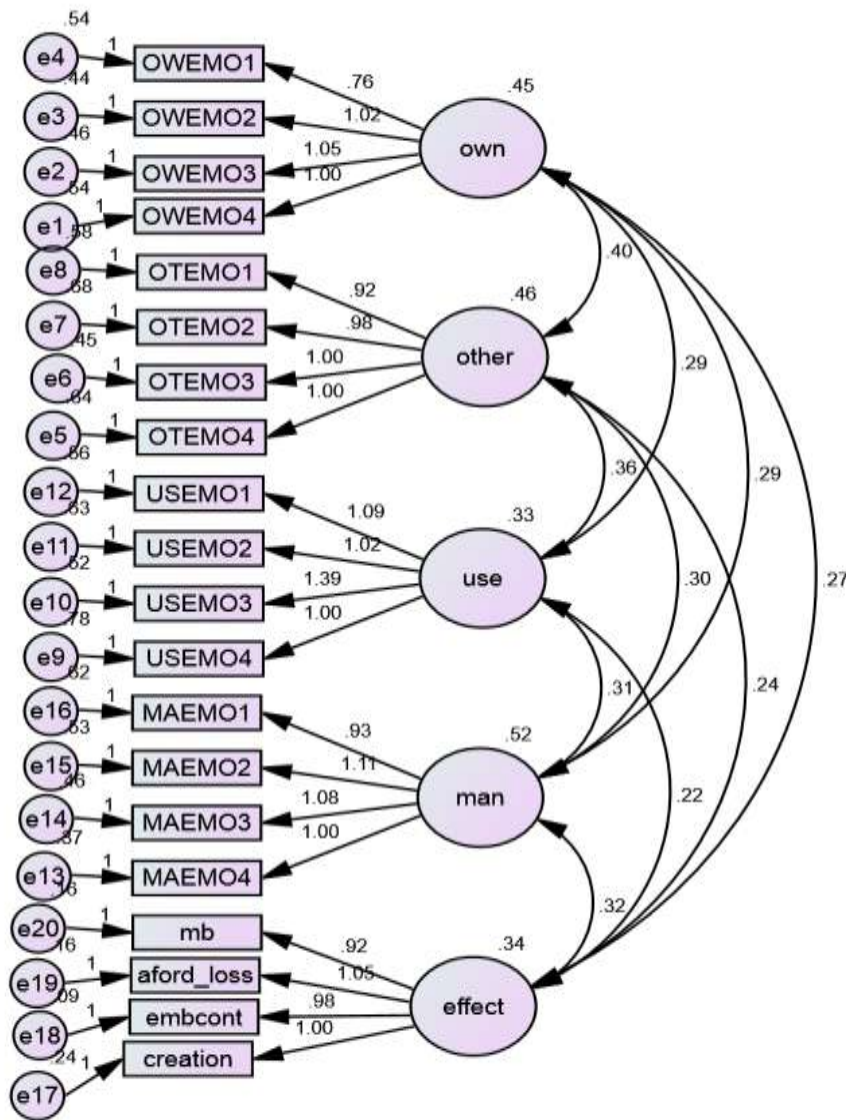 .54
e4 1 OWEMO1 .76 .45
.44
e3 1 OWEMO2 1.02 own
.46
e2 1 OWEMO3 1.05
.54
e1 1 OWEMO4 1.00
.58
e8 1 OTEMO1 .92 .46 .40
.68
e7 1 OTEMO2 .98 other
.45
e6 1 OTEMO3 1.00 .29
.64
e5 1 OTEMO4 1.00
e12 1 USEMO1 1.09 .33 .36 .29
e11 1 USEMO2 1.02 use
.52
e10 1 USEMO3 1.39 .30 .27
.78
e9 1 USEMO4 1.00
.62
e16 1 MAEMO1 .93 .52 .31 .24
e15 1 MAEMO2 1.11 man
.46
e14 1 MAEMO3 1.08 .22
e13 1 MAEMO4 1.00
.16
e20 1 mb .92 .34 .32
.16
e19 1 aford_loss 1.05
.09
e18 1 embcont .98 effect
.24
e17 1 creation 1.00